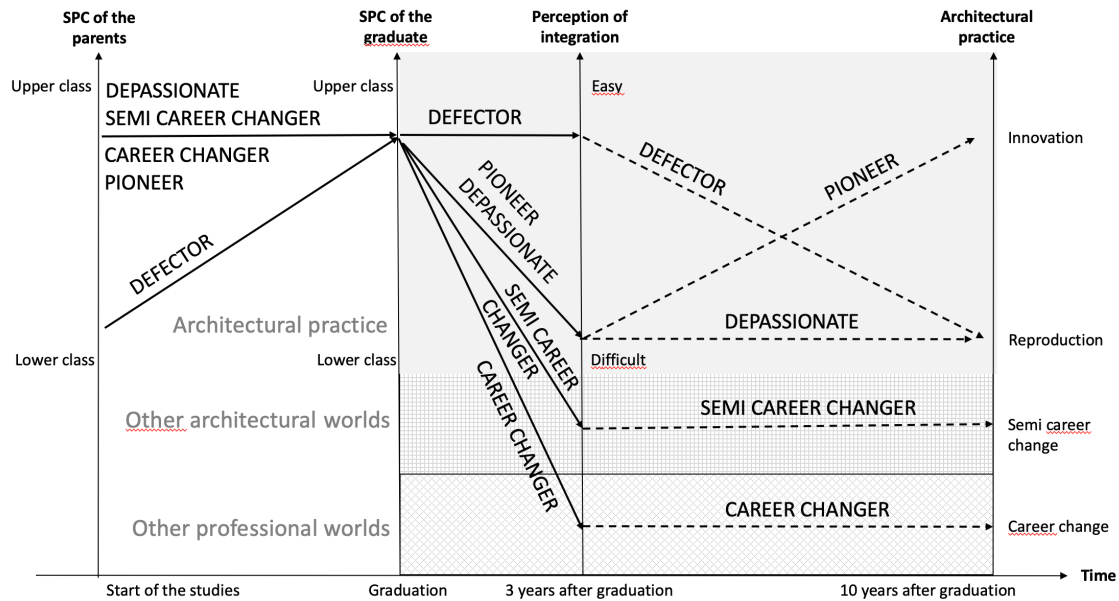 SPC of the
parents
SPC of the
graduate
Perception of
integration
Architectural
practice
Upper class
DEPASSIONATE
SEMI CAREER CHANGER
CAREER CHANGER
PIONEER
DEFECTOR
Architectural practice
Lower class
Other architectural worlds
Other professional worlds
Upper class
DEFECTOR
Easy
PIONEER
DEPASSIONATE
SEMI CAREER
CHANGER
CAREER CHANGER
Lower class
Difficult
DEFECTOR
PIONEER
DEPASSIONATE
SEMI CAREER CHANGER
CAREER CHANGER
Innovation
Reproduction
Semi career
change
Career change
Time
Start of the studies
Graduation
3 years after graduation
10 years after graduation